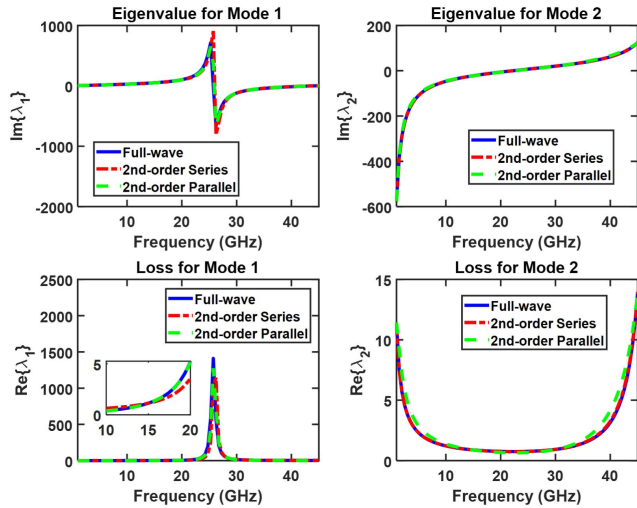 Eigenvalue for Mode 1
1000
0
-1000
-2000
Im{λ1}
10 20 30 40
Frequency (GHz)
Full-wave
2nd-order Series
2nd-order Parallel
Eigenvalue for Mode 2
200
0
-200
-400
-600
Im{λ2}
10 20 30 40
Frequency (GHz)
Full-wave
2nd-order Series
2nd-order Parallel
Loss for Mode 1
2500
2000
1500
1000
500
0
Re{λ1}
10 20 30 40
Frequency (GHz)
Full-wave
2nd-order Series
2nd-order Parallel
5
0
10 15 20
Loss for Mode 2
15
10
5
0
Re{λ2}
10 20 30 40
Frequency (GHz)
Full-wave
2nd-order Series
2nd-order Parallel